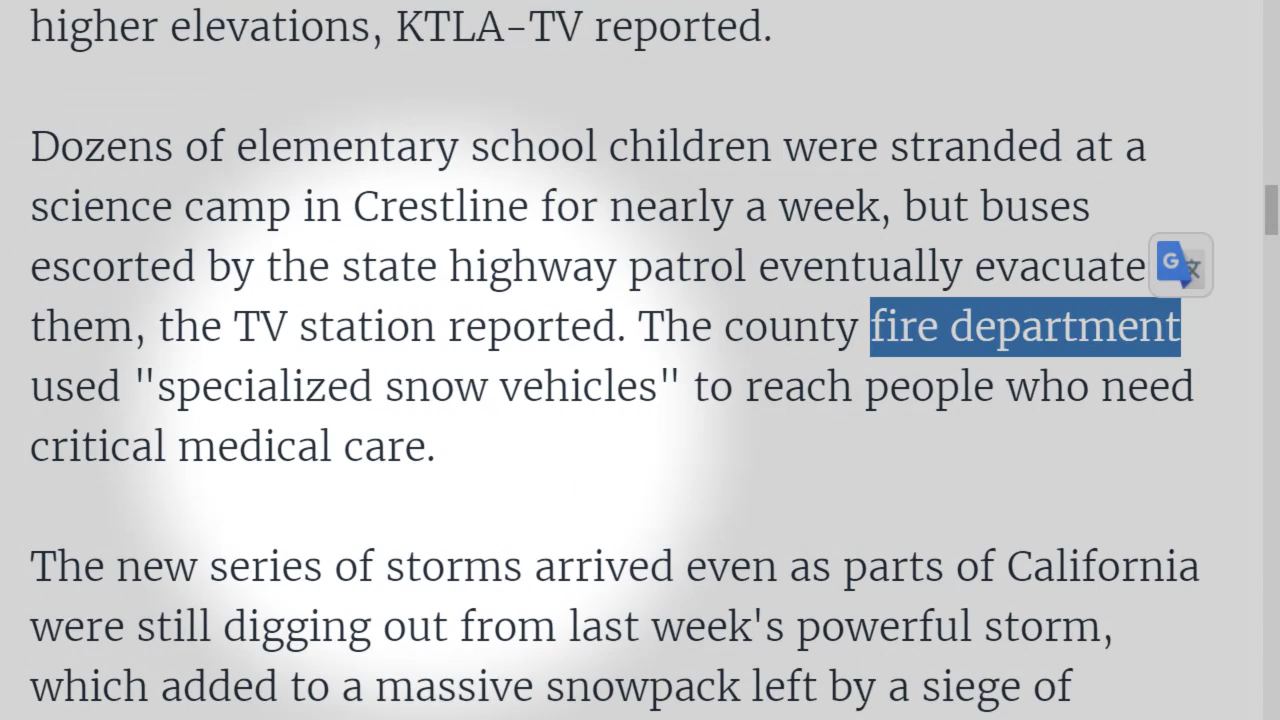 higher elevations, KTLA-TV reported.
Dozens of elementary school children were stranded at a
science camp in Crestline for nearly a week, but buses
escorted by the state highway patrol eventually evacuate
them, the TV station reported. The county fire department
used "specialized snow vehicles" to reach people who need
critical medical care.
The new series of storms arrived even as parts of California
were still digging out from last week's powerful storm,
which added to a massive snowpack left by a siege of